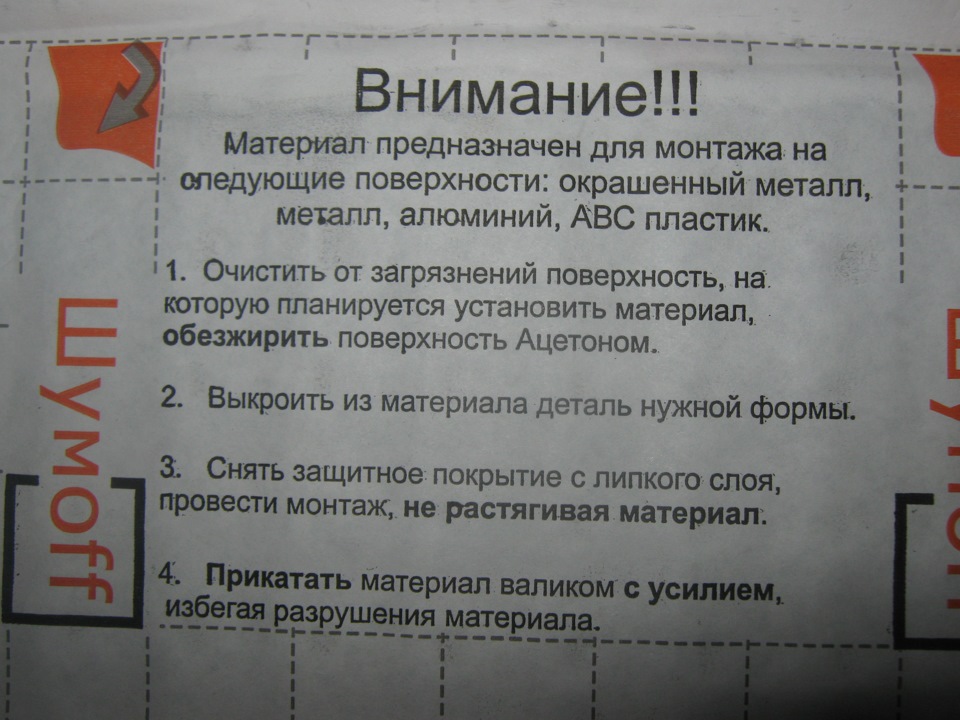 Внимание!!!
Материал предназначен для монтажа на
следующие поверхности: окрашенный металл,
металл, алюминий, АВС пластик.
1. Очистить от загрязнений поверхность, на
которую планируется установить материал,
обезжирить поверхность Ацетоном.
2. Выкроить из материала деталь нужной формы.
3. Снять защитное покрытие с липкого слоя,
провести монтаж, не растягивая материал.
4. Прикатать материал валиком с усилием,
избегая разрушения материала.
Шумoff